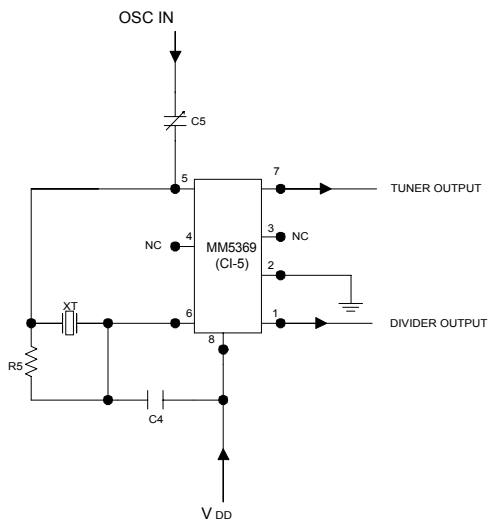 OSC IN
C5
5
7
TUNER OUTPUT
4
NC
MM5369
(CI-5)
3
NC
2
XT
6
1
DIVIDER OUTPUT
8
R5
C4
V DD